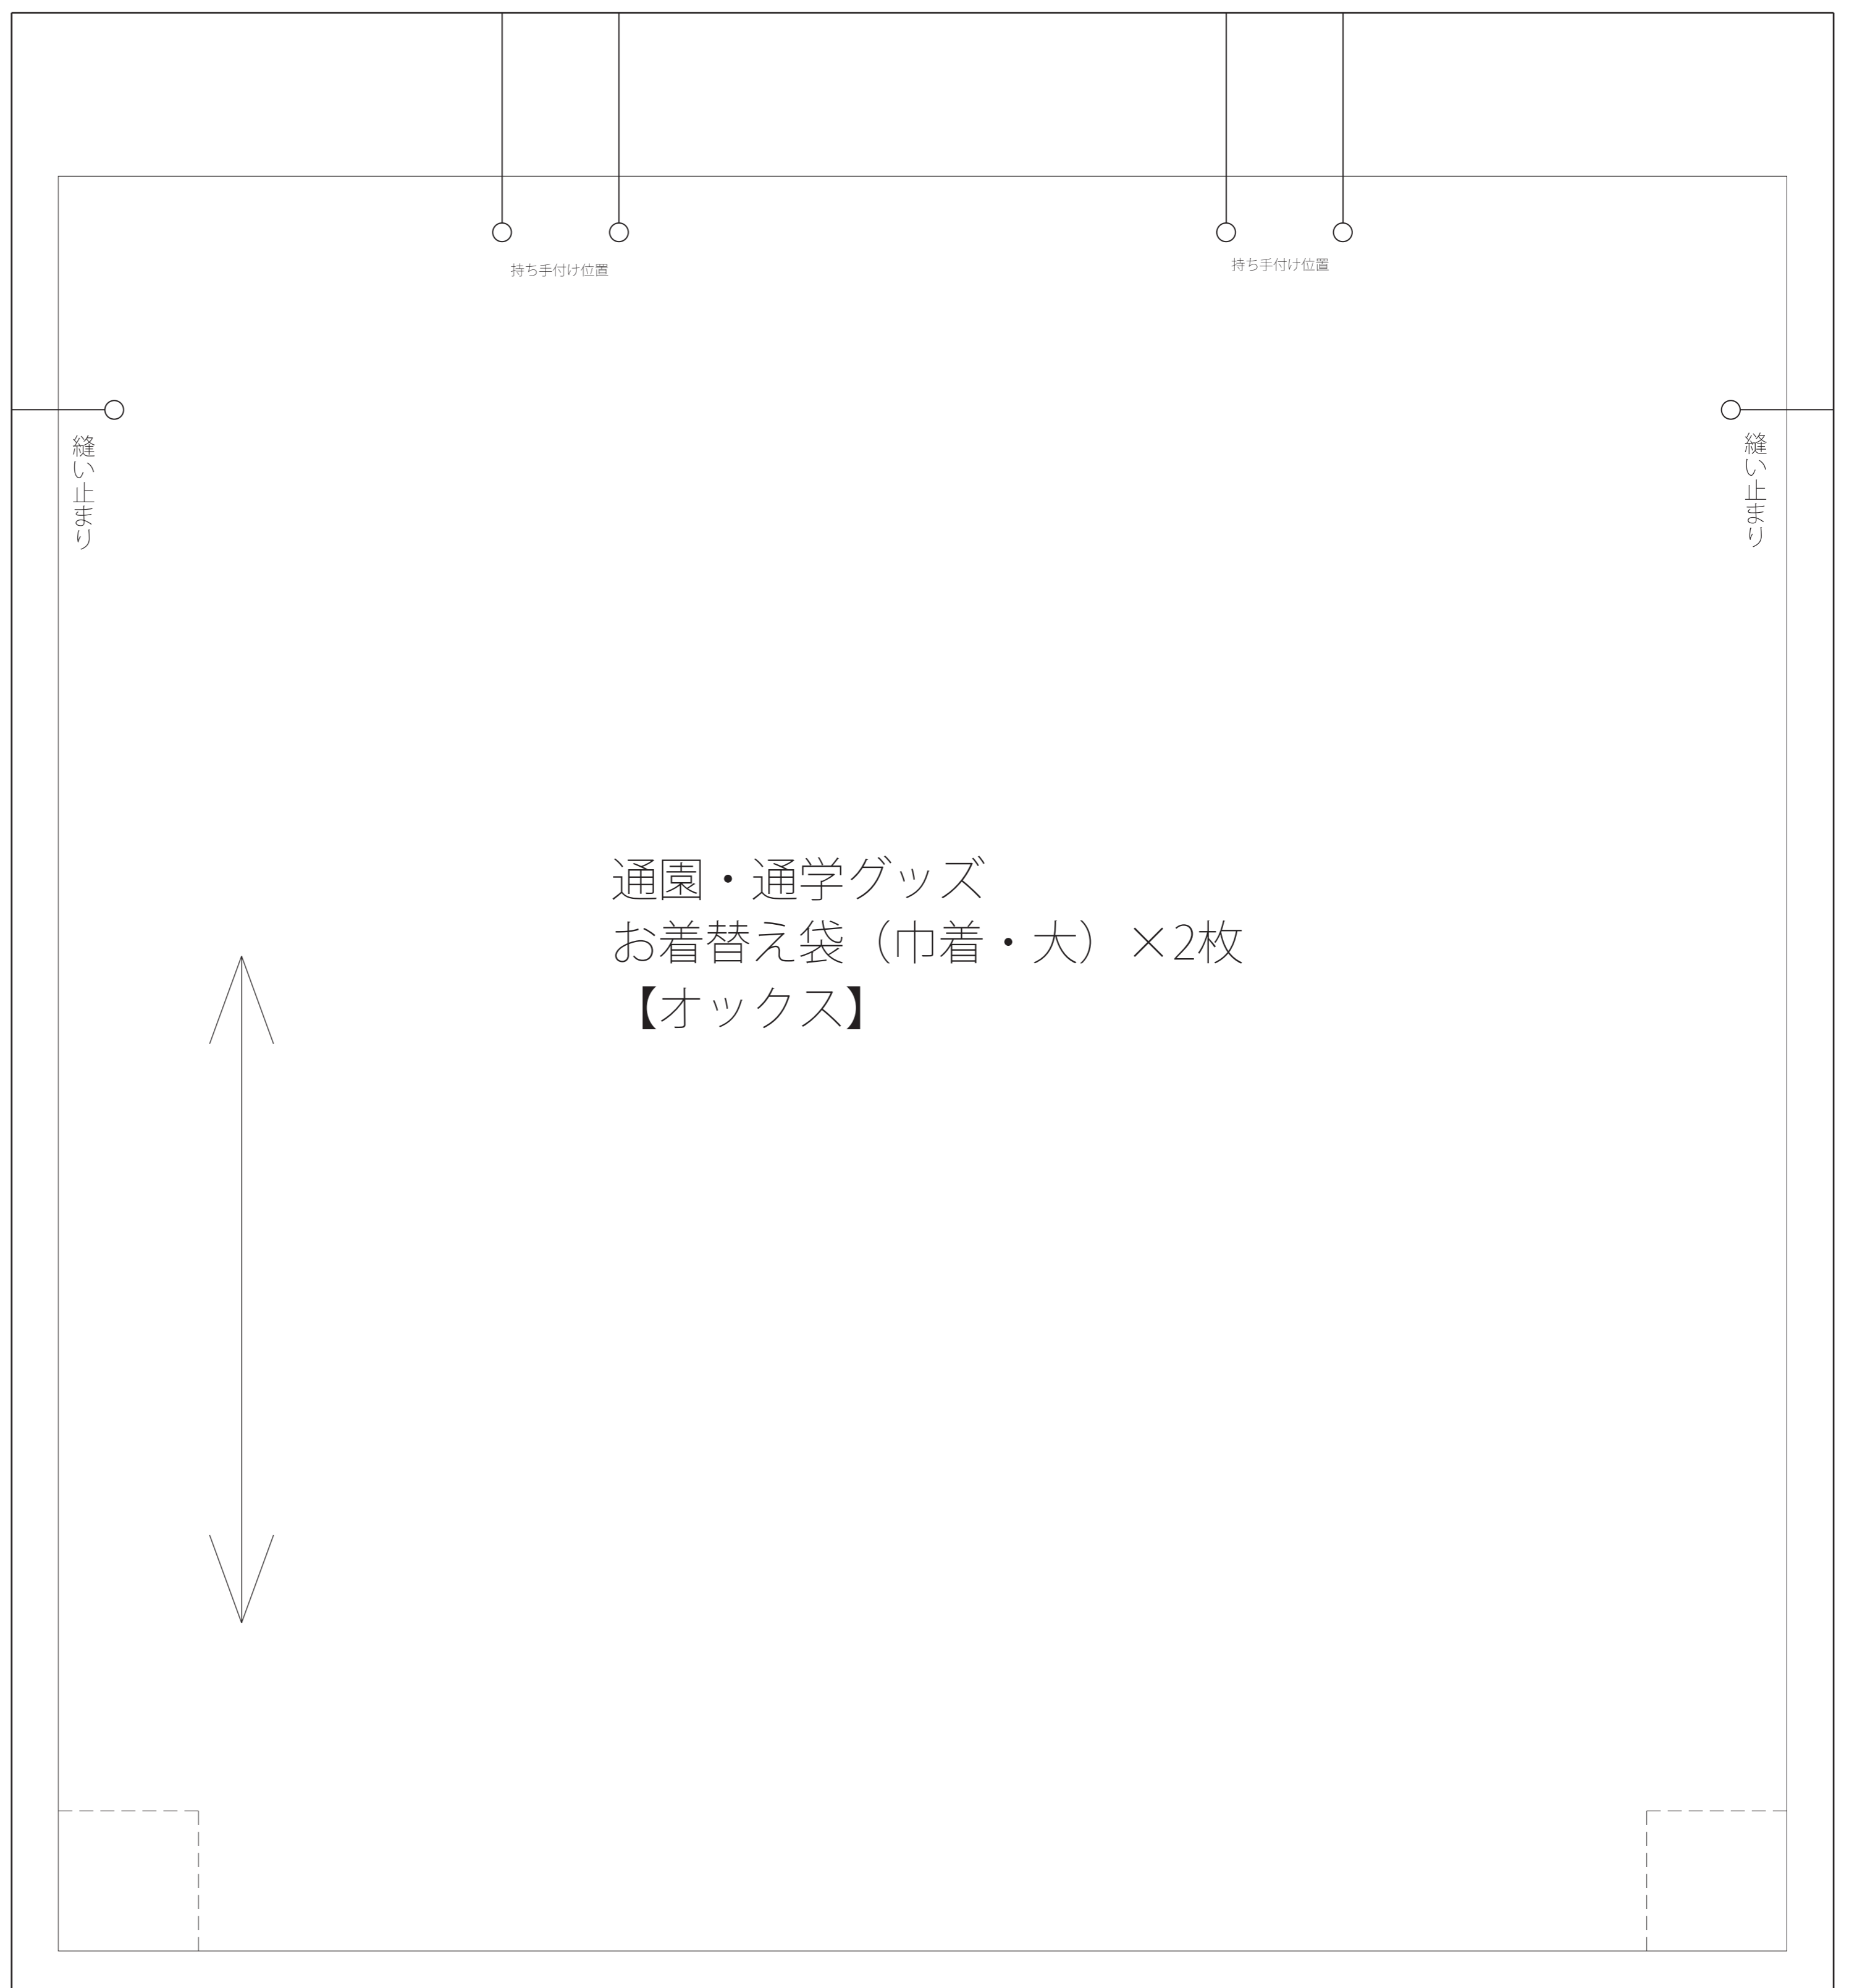 持ち手付け位置
持ち手付け位置
縫い止まり
縫い止まり
通園・通学グッズ
お着替え袋（巾着・大） ×2枚
【オックス】